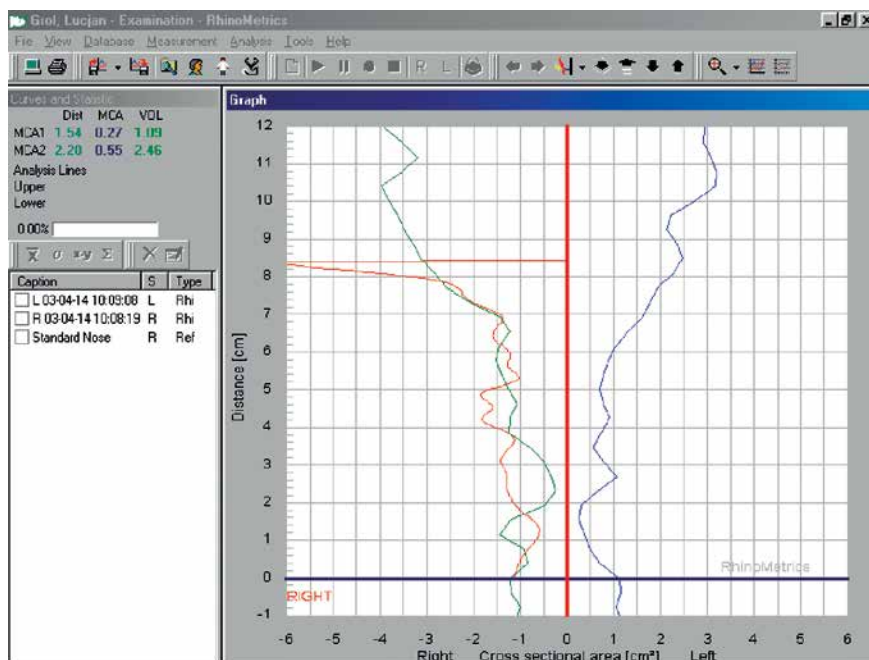 Girol, Lucjan - Examination - RhinoMetrics
File View Database Measurement Analysis Tools Help
R L
Curves and Statistic
Dist MCA VOL
MCA1 1.54 0.27 1.09
MCA2 2.20 0.55 2.46
Analysis Lines
Upper
Lower
0.00%
x̅ σ x-y Σ
Caption S Type
L 03-04-14 10:09:08 L Rhi
R 03-04-14 10:08:19 R Rhi
Standard Nose R Ref
Graph
Distance [cm]
12
11
10
9
8
7
6
5
4
3
2
1
0
-1
RhinoMetrics
RIGHT
-6 -5 -4 -3 -2 -1 0 1 2 3 4 5 6
Right Cross sectional area [cm²] Left